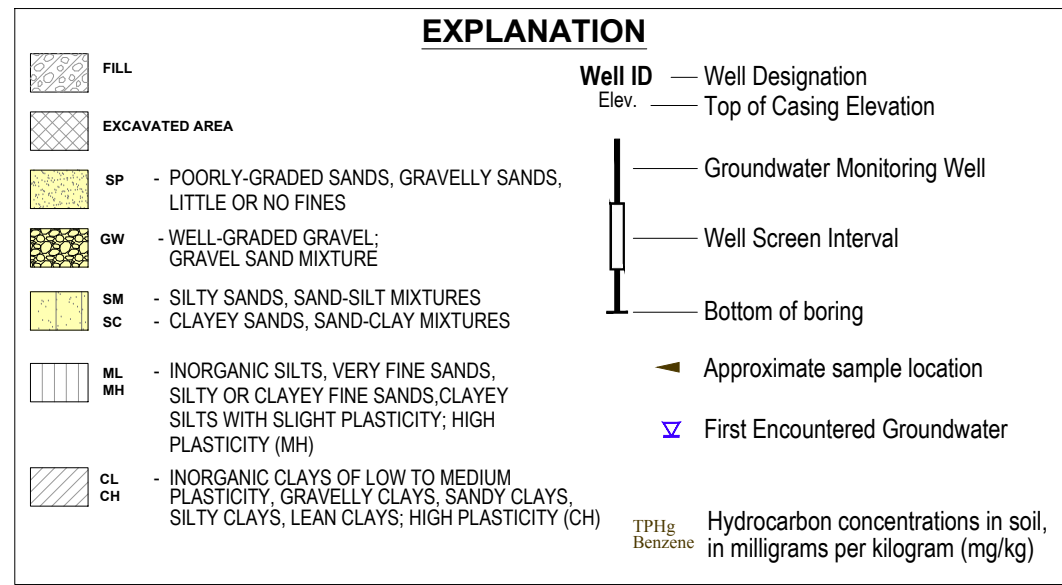 EXPLANATION
FILL
EXCAVATED AREA
SP - POORLY-GRADED SANDS, GRAVELLY SANDS,
LITTLE OR NO FINES
GW - WELL-GRADED GRAVEL;
GRAVEL SAND MIXTURE
SM - SILTY SANDS, SAND-SILT MIXTURES
SC - CLAYEY SANDS, SAND-CLAY MIXTURES
ML - INORGANIC SILTS, VERY FINE SANDS,
MH SILTY OR CLAYEY FINE SANDS,CLAYEY
SILTS WITH SLIGHT PLASTICITY; HIGH
PLASTICITY (MH)
CL - INORGANIC CLAYS OF LOW TO MEDIUM
CH PLASTICITY, GRAVELLY CLAYS, SANDY CLAYS,
SILTY CLAYS, LEAN CLAYS; HIGH PLASTICITY (CH)
Well ID — Well Designation
Elev. — Top of Casing Elevation
Groundwater Monitoring Well
Well Screen Interval
Bottom of boring
Approximate sample location
First Encountered Groundwater
TPHg Hydrocarbon concentrations in soil,
Benzene in milligrams per kilogram (mg/kg)